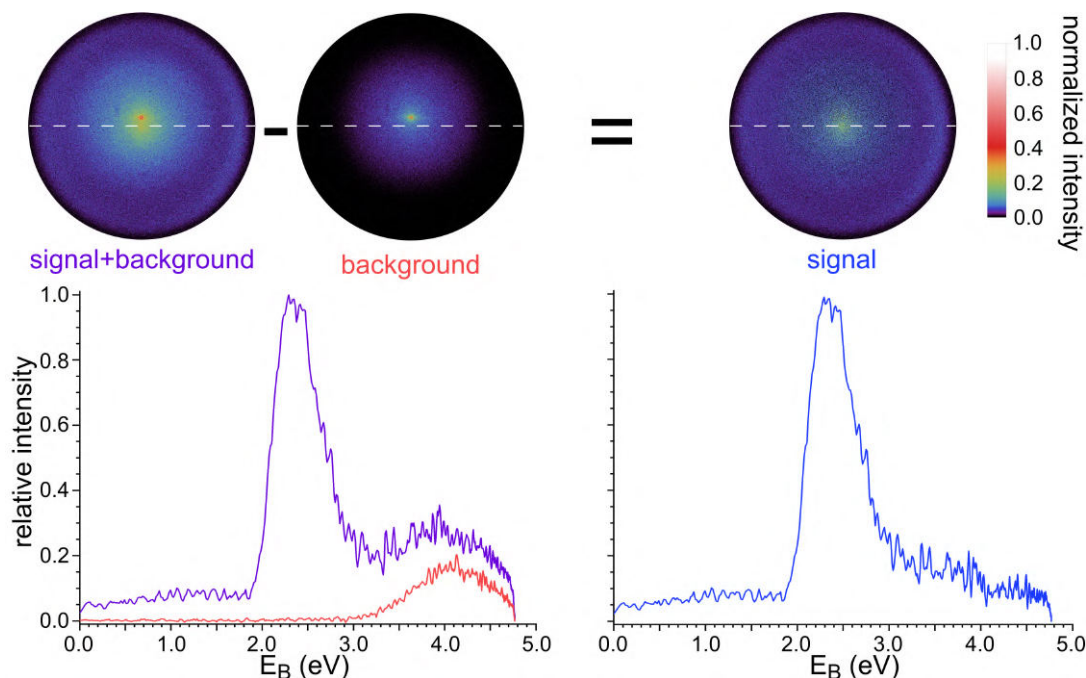 1.0
0.8
0.6
0.4
0.2
0.0
normalized intensity
signal+background
background
signal
1.0
0.8
0.6
0.4
0.2
0.0
relative intensity
0.0 1.0 2.0 3.0 4.0 5.0
E_B (eV)
0.0 1.0 2.0 3.0 4.0 5.0
E_B (eV)